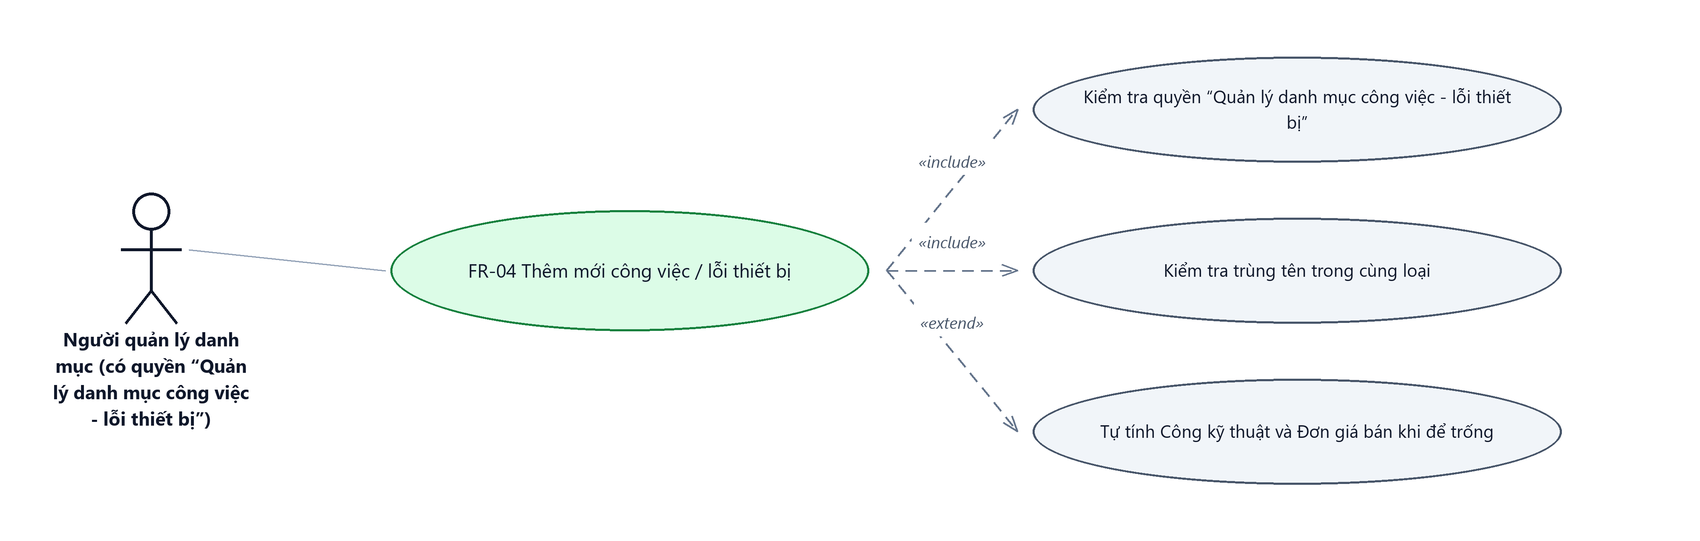 Kiểm tra quyền “Quản lý danh mục công việc - lỗi thiết
bị”
«include»
«include»
FR-04 Thêm mới công việc / lỗi thiết bị
Kiểm tra trùng tên trong cùng loại
«extend»
Người quản lý danh
mục (có quyền “Quản
lý danh mục công việc
- lỗi thiết bị”)
Tự tính Công kỹ thuật và Đơn giá bán khi để trống